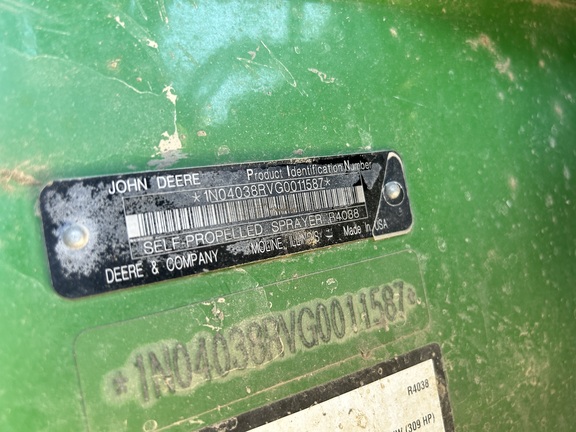 JOHN DEERE Product Identification Number
*1N04038RVG0011587*
SELF-PROPELLED SPRAYER R4038
DEERE & COMPANY MOLINE, ILLINOIS Made in USA
*1N04038RVG0011587*
R4038
(309 HP)